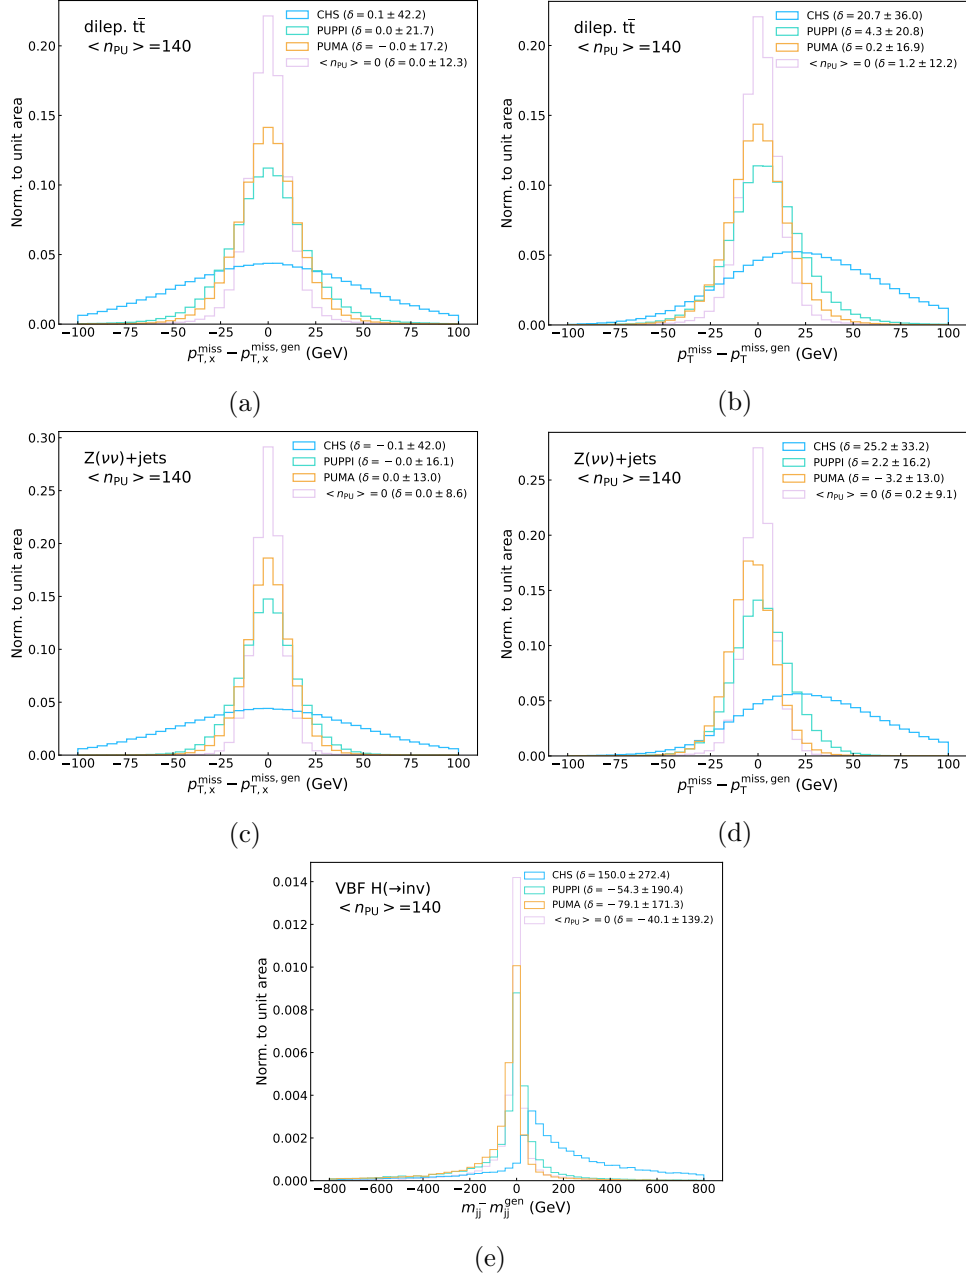 dilep. tt̄
< n_PU > =140
CHS (δ = 0.1 ± 42.2)
PUPPI (δ = 0.0 ± 21.7)
PUMA (δ = −0.0 ± 17.2)
< n_PU > =0 (δ = 0.0 ± 12.3)
Norm. to unit area
0.20
0.15
0.10
0.05
0.00
−100 −75 −50 −25 0 25 50 75 100
p_T,x^miss − p_T,x^miss,gen (GeV)
(a)
dilep. tt̄
< n_PU > =140
CHS (δ = 20.7 ± 36.0)
PUPPI (δ = 4.3 ± 20.8)
PUMA (δ = 0.2 ± 16.9)
< n_PU > =0 (δ = 1.2 ± 12.2)
Norm. to unit area
0.20
0.15
0.10
0.05
0.00
−100 −75 −50 −25 0 25 50 75 100
p_T^miss − p_T^miss,gen (GeV)
(b)
Z(νν)+jets
< n_PU > =140
CHS (δ = −0.1 ± 42.0)
PUPPI (δ = −0.0 ± 16.1)
PUMA (δ = 0.0 ± 13.0)
< n_PU > =0 (δ = 0.0 ± 8.6)
Norm. to unit area
0.30
0.25
0.20
0.15
0.10
0.05
0.00
−100 −75 −50 −25 0 25 50 75 100
p_T,x^miss − p_T,x^miss,gen (GeV)
(c)
Z(νν)+jets
< n_PU > =140
CHS (δ = 25.2 ± 33.2)
PUPPI (δ = 2.2 ± 16.2)
PUMA (δ = −3.2 ± 13.0)
< n_PU > =0 (δ = 0.2 ± 9.1)
Norm. to unit area
0.25
0.20
0.15
0.10
0.05
0.00
−100 −75 −50 −25 0 25 50 75 100
p_T^miss − p_T^miss,gen (GeV)
(d)
VBF H(→inv)
< n_PU > =140
CHS (δ = 150.0 ± 272.4)
PUPPI (δ = −54.3 ± 190.4)
PUMA (δ = −79.1 ± 171.3)
< n_PU > =0 (δ = −40.1 ± 139.2)
Norm. to unit area
0.014
0.012
0.010
0.008
0.006
0.004
0.002
0.000
−800 −600 −400 −200 0 200 400 600 800
m_jj − m_jj^gen (GeV)
(e)